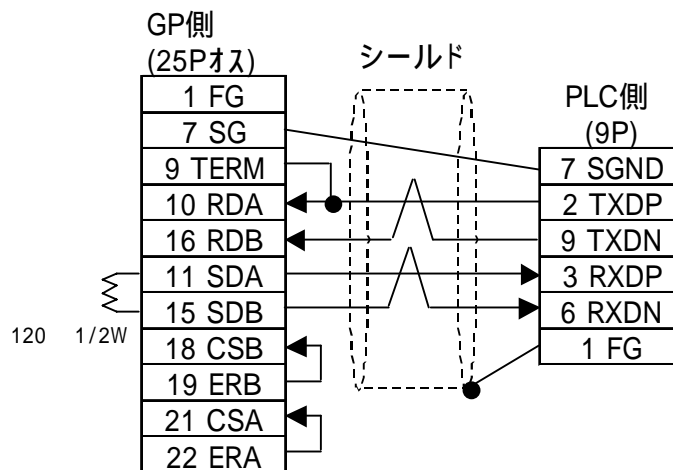 GP側
(25Pオス)
1 FG
7 SG
9 TERM
10 RDA
16 RDB
11 SDA
15 SDB
18 CSB
19 ERB
21 CSA
22 ERA
120 1/2W
シールド
PLC側
(9P)
7 SGND
2 TXDP
9 TXDN
3 RXDP
6 RXDN
1 FG